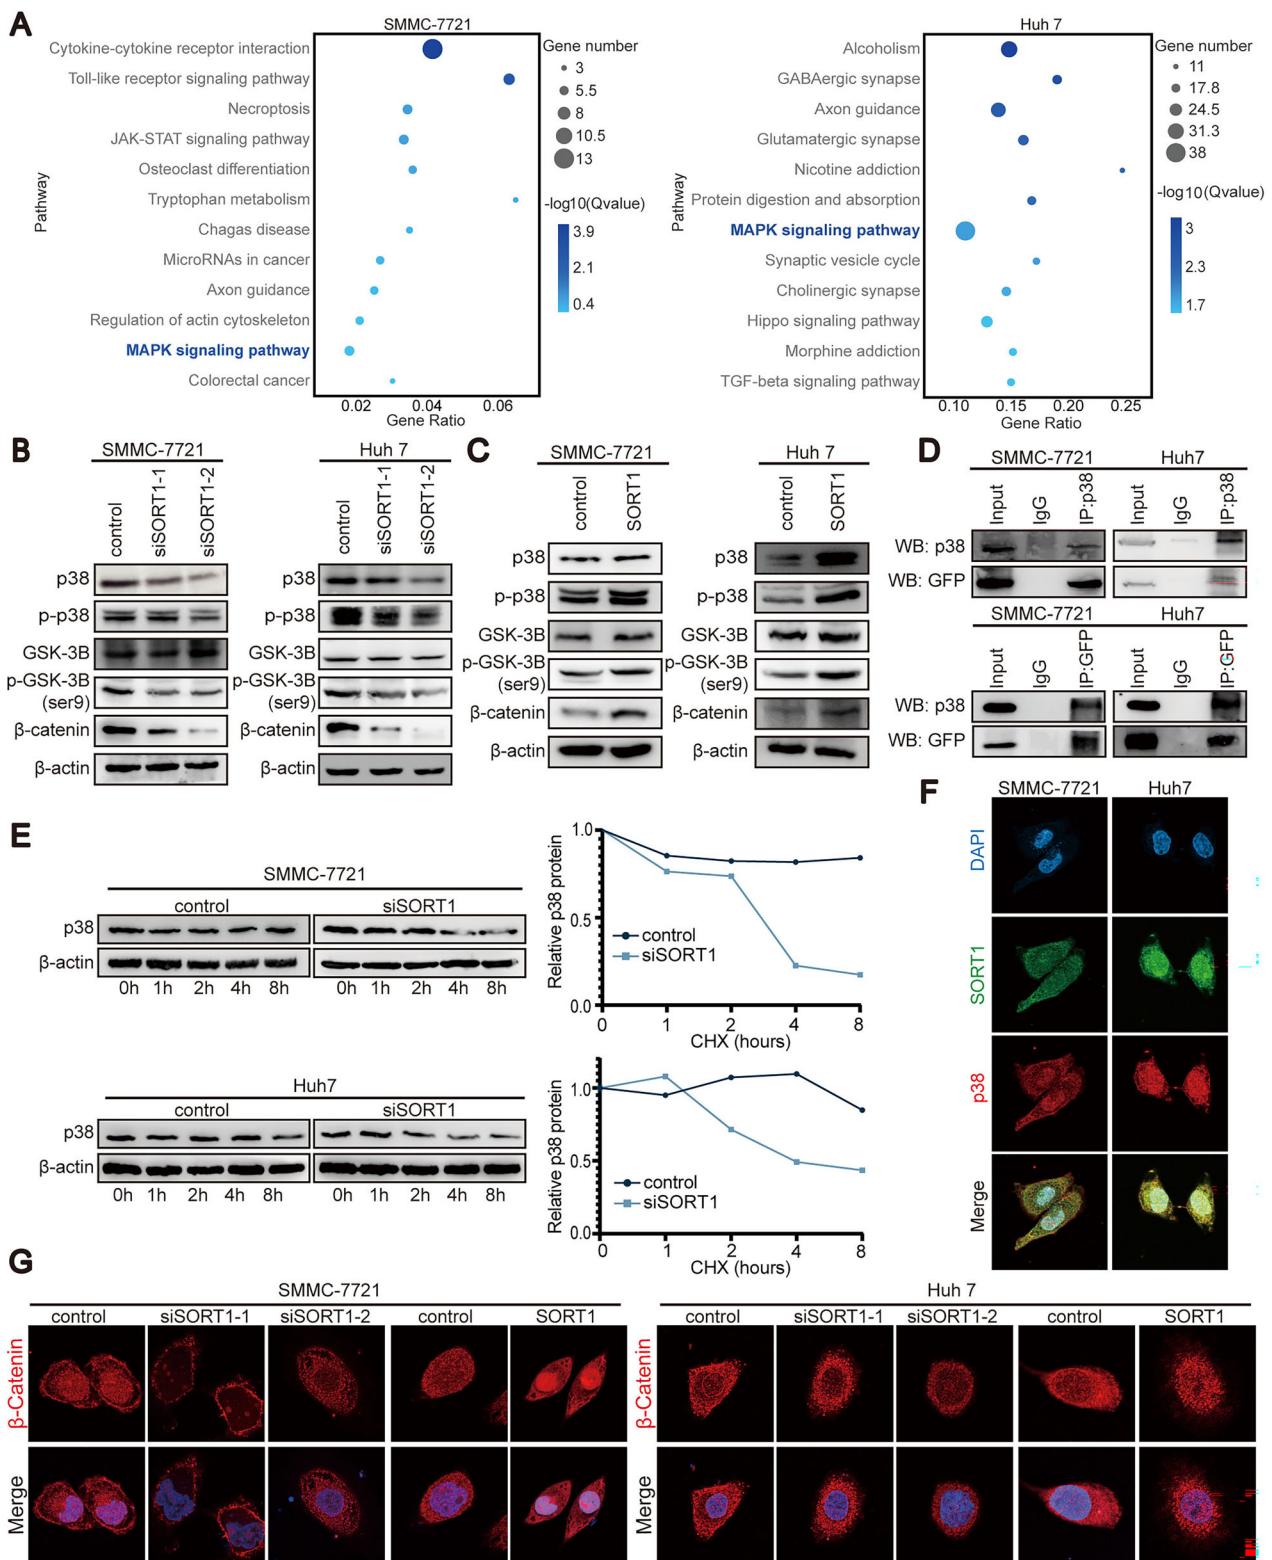 A
SMMC-7721
Cytokine-cytokine receptor interaction
Toll-like receptor signaling pathway
Necroptosis
JAK-STAT signaling pathway
Osteoclast differentiation
Tryptophan metabolism
Chagas disease
MicroRNAs in cancer
Axon guidance
Regulation of actin cytoskeleton
MAPK signaling pathway
Colorectal cancer
Pathway
0.02 0.04 0.06
Gene Ratio
Gene number
3
5.5
8
10.5
13
-log10(Qvalue)
3.9
2.1
0.4
Huh 7
Alcoholism
GABAergic synapse
Axon guidance
Glutamatergic synapse
Nicotine addiction
Protein digestion and absorption
MAPK signaling pathway
Synaptic vesicle cycle
Cholinergic synapse
Hippo signaling pathway
Morphine addiction
TGF-beta signaling pathway
Pathway
0.10 0.15 0.20 0.25
Gene Ratio
Gene number
11
17.8
24.5
31.3
38
-log10(Qvalue)
3
2.3
1.7
B
SMMC-7721
control siSORT1-1 siSORT1-2
p38
p-p38
GSK-3B
p-GSK-3B
(ser9)
β-catenin
β-actin
Huh 7
control siSORT1-1 siSORT1-2
p38
p-p38
GSK-3B
p-GSK-3B
(ser9)
β-catenin
β-actin
C
SMMC-7721
control SORT1
p38
p-p38
GSK-3B
p-GSK-3B
(ser9)
β-catenin
β-actin
Huh 7
control SORT1
p38
p-p38
GSK-3B
p-GSK-3B
(ser9)
β-catenin
β-actin
D
SMMC-7721 Huh7
Input IgG IP:p38 Input IgG IP:p38
WB: p38
WB: GFP
SMMC-7721 Huh7
Input IgG IP:GFP Input IgG IP:GFP
WB: p38
WB: GFP
E
SMMC-7721
control siSORT1
p38
β-actin
0h 1h 2h 4h 8h 0h 1h 2h 4h 8h
Relative p38 protein
1.0
0.5
0.0
control
siSORT1
0 1 2 4 8
CHX (hours)
Huh7
control siSORT1
p38
β-actin
0h 1h 2h 4h 8h 0h 1h 2h 4h 8h
Relative p38 protein
1.0
0.5
0.0
control
siSORT1
0 1 2 4 8
CHX (hours)
F
SMMC-7721 Huh7
DAPI
SORT1
p38
Merge
G
SMMC-7721
control siSORT1-1 siSORT1-2 control SORT1
β-Catenin
Merge
Huh 7
control siSORT1-1 siSORT1-2 control SORT1
β-Catenin
Merge